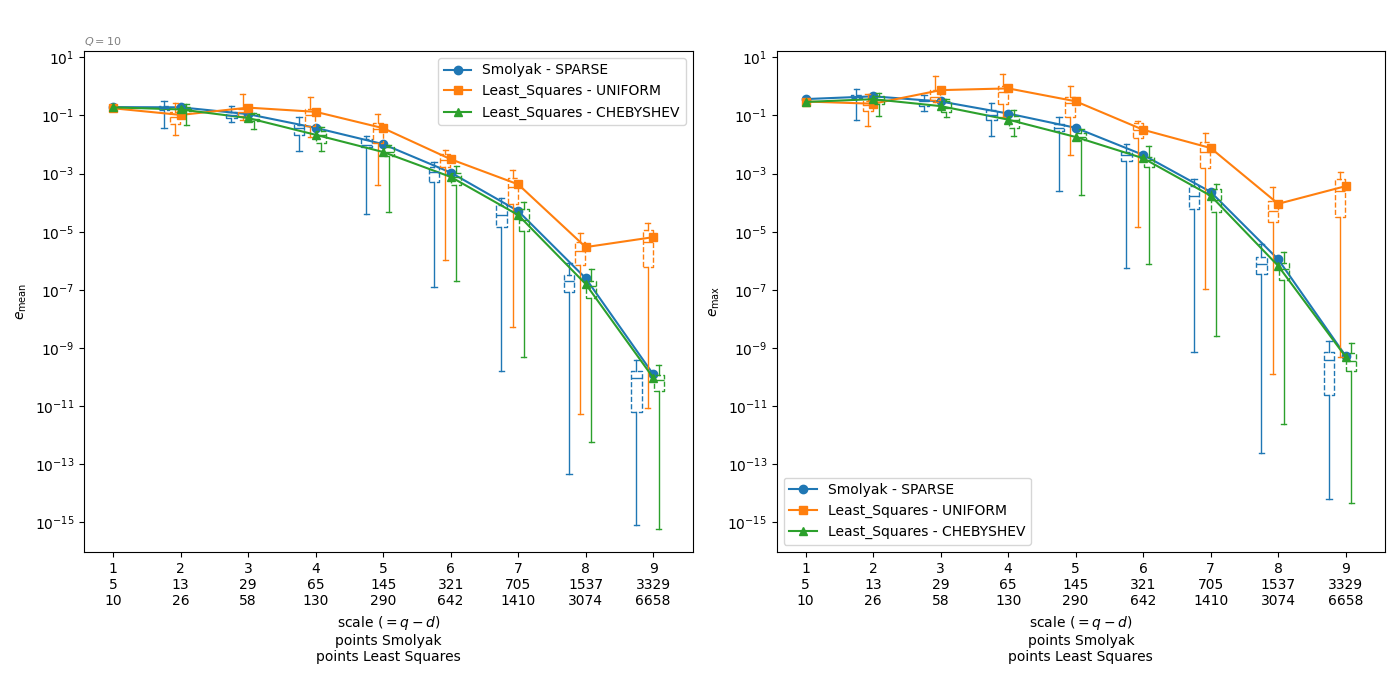 Q = 10
10¹
10⁻¹
10⁻³
10⁻⁵
10⁻⁷
10⁻⁹
10⁻¹¹
10⁻¹³
10⁻¹⁵
e_mean
Smolyak - SPARSE
Least_Squares - UNIFORM
Least_Squares - CHEBYSHEV
1 2 3 4 5 6 7 8 9
5 13 29 65 145 321 705 1537 3329
10 26 58 130 290 642 1410 3074 6658
scale (= q − d)
points Smolyak
points Least Squares
10¹
10⁻¹
10⁻³
10⁻⁵
10⁻⁷
10⁻⁹
10⁻¹¹
10⁻¹³
10⁻¹⁵
e_max
Smolyak - SPARSE
Least_Squares - UNIFORM
Least_Squares - CHEBYSHEV
1 2 3 4 5 6 7 8 9
5 13 29 65 145 321 705 1537 3329
10 26 58 130 290 642 1410 3074 6658
scale (= q − d)
points Smolyak
points Least Squares